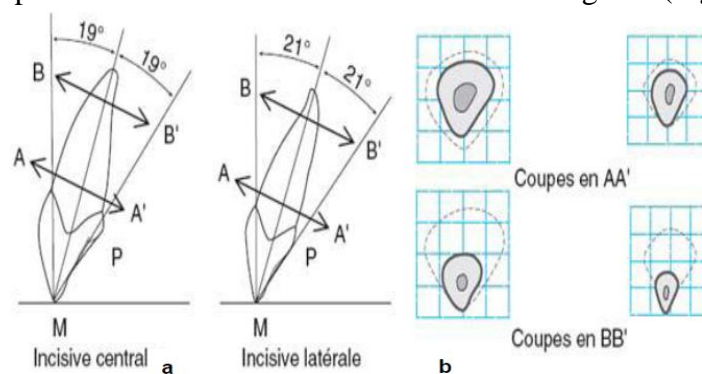 19°
19°
B
B'
A
A'
P
M
Incisive central
a
21°
21°
B
B'
A
A'
P
M
Incisive latérale
Coupes en AA'
Coupes en BB'
b